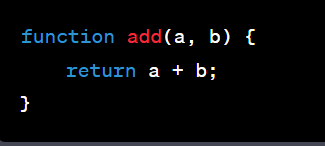 function add(a, b) {
    return a + b;
}